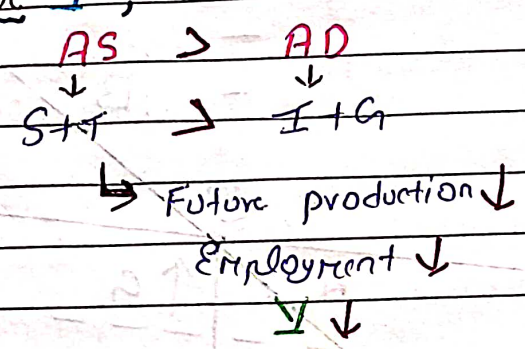 AS > AD
↓ ↓
S+T > I+G
↳ Future production ↓
Employment ↓
Y ↓